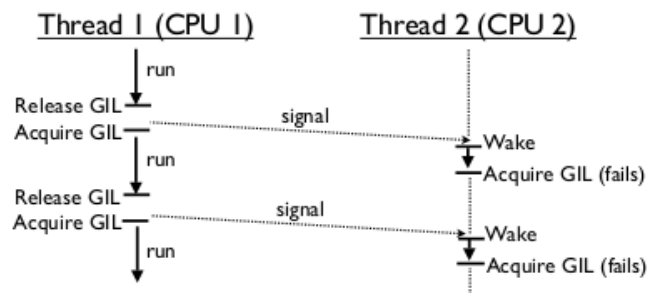 Thread 1 (CPU 1)
Thread 2 (CPU 2)
run
Release GIL
signal
Acquire GIL
Wake
run
Acquire GIL (fails)
Release GIL
signal
Acquire GIL
Wake
run
Acquire GIL (fails)